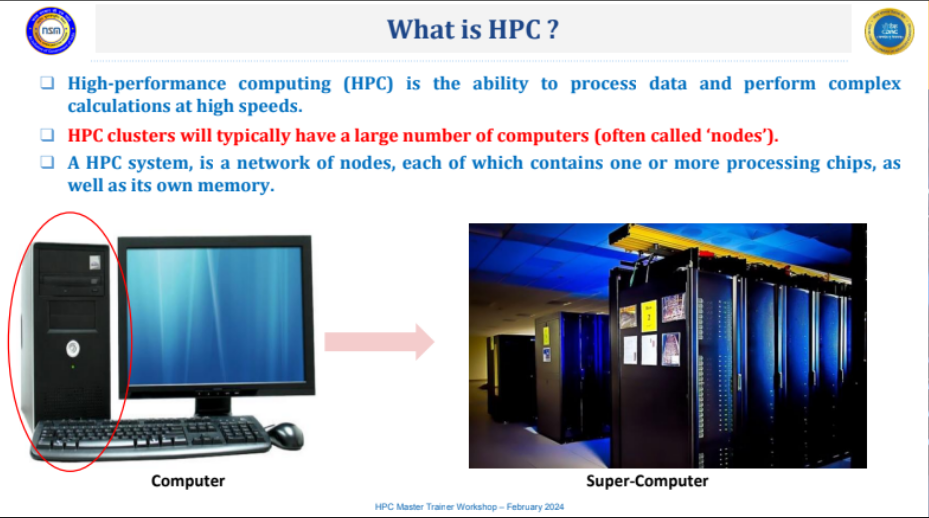 What is HPC ?
nsm
❑ High-performance computing (HPC) is the ability to process data and perform complex
calculations at high speeds.
❑ HPC clusters will typically have a large number of computers (often called ‘nodes’).
❑ A HPC system, is a network of nodes, each of which contains one or more processing chips, as
well as its own memory.
Computer
Super-Computer
HPC Master Trainer Workshop – February 2024